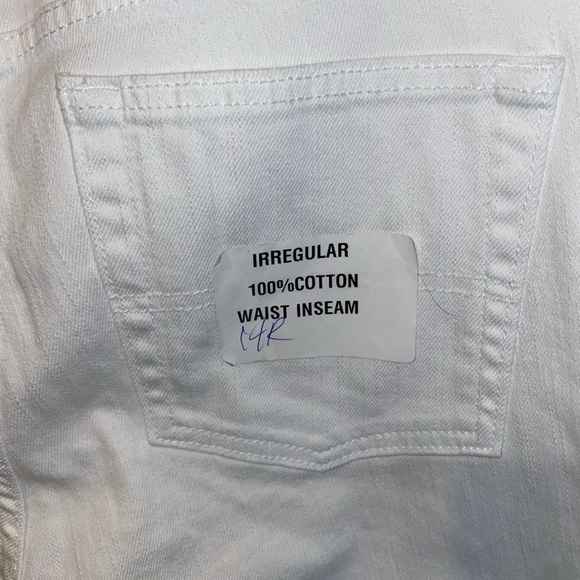 IRREGULAR
100%COTTON
WAIST INSEAM
14R